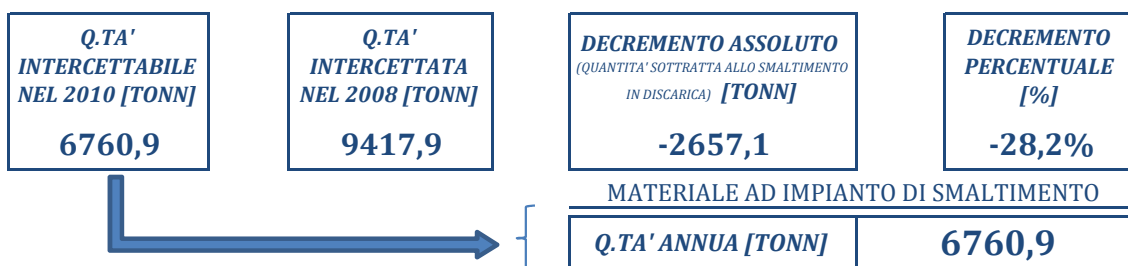 Q.TA'
INTERCETTABILE
NEL 2010 [TONN]
6760,9
Q.TA'
INTERCETTATA
NEL 2008 [TONN]
9417,9
DECREMENTO ASSOLUTO
(QUANTITA' SOTTRATTA ALLO SMALTIMENTO
IN DISCARICA) [TONN]
-2657,1
DECREMENTO
PERCENTUALE
[%]
-28,2%
MATERIALE AD IMPIANTO DI SMALTIMENTO
Q.TA' ANNUA [TONN] 6760,9